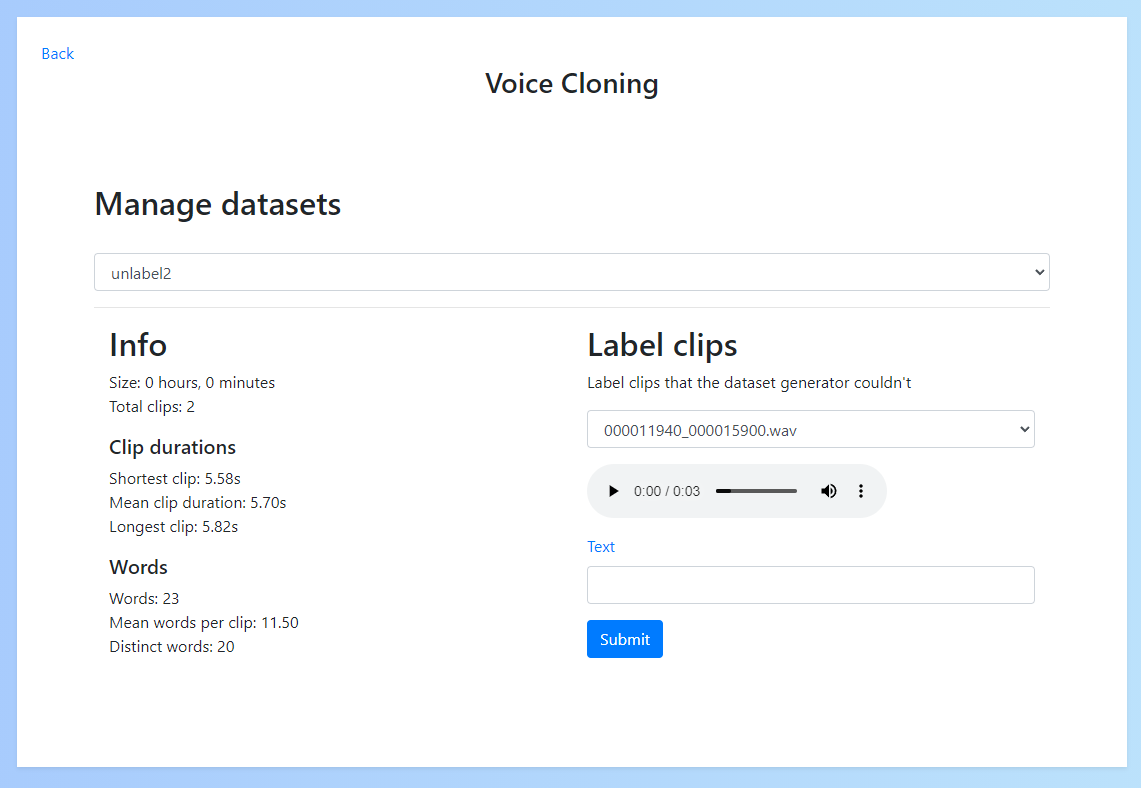 Back
Voice Cloning
Manage datasets
unlabel2
Info
Size: 0 hours, 0 minutes
Total clips: 2
Clip durations
Shortest clip: 5.58s
Mean clip duration: 5.70s
Longest clip: 5.82s
Words
Words: 23
Mean words per clip: 11.50
Distinct words: 20
Label clips
Label clips that the dataset generator couldn't
000011940_000015900.wav
0:00 / 0:03
Text
Submit